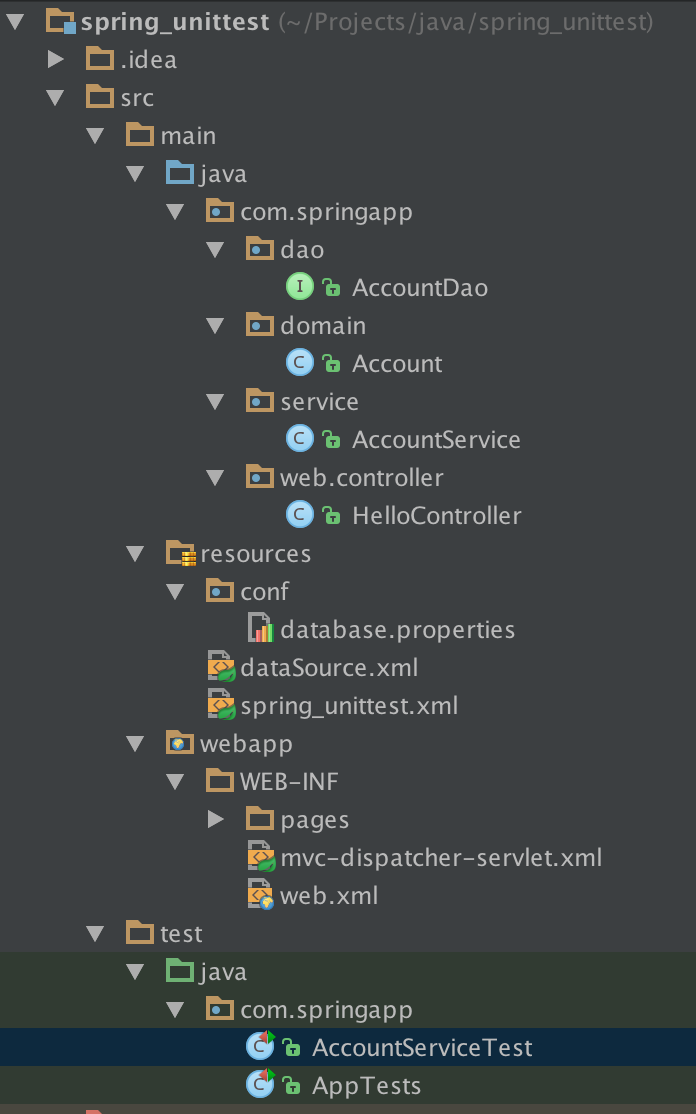 spring_unittest (~/Projects/java/spring_unittest)
.idea
src
main
java
com.springapp
dao
I AccountDao
domain
C Account
service
C AccountService
web.controller
C HelloController
resources
conf
database.properties
dataSource.xml
spring_unittest.xml
webapp
WEB-INF
pages
mvc-dispatcher-servlet.xml
web.xml
test
java
com.springapp
C AccountServiceTest
C AppTests